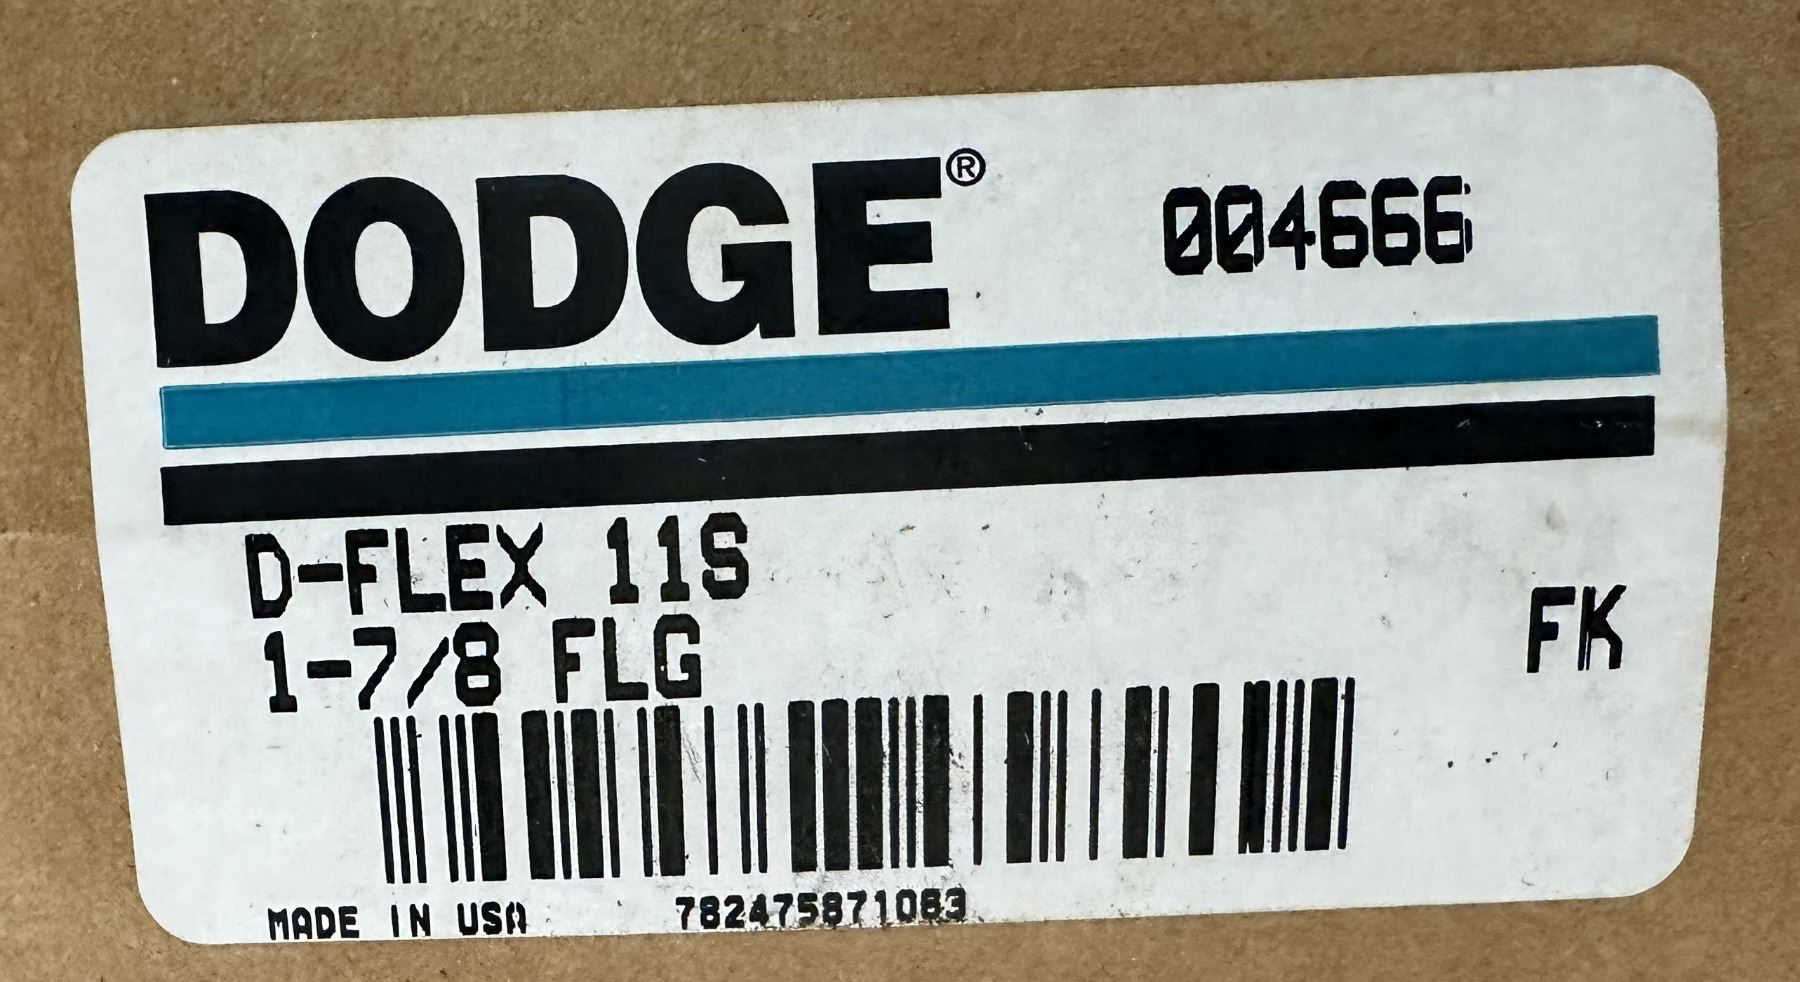 DODGE® 004666
D-FLEX 11S
1-7/8 FLG
FK
MADE IN USA 782475871083